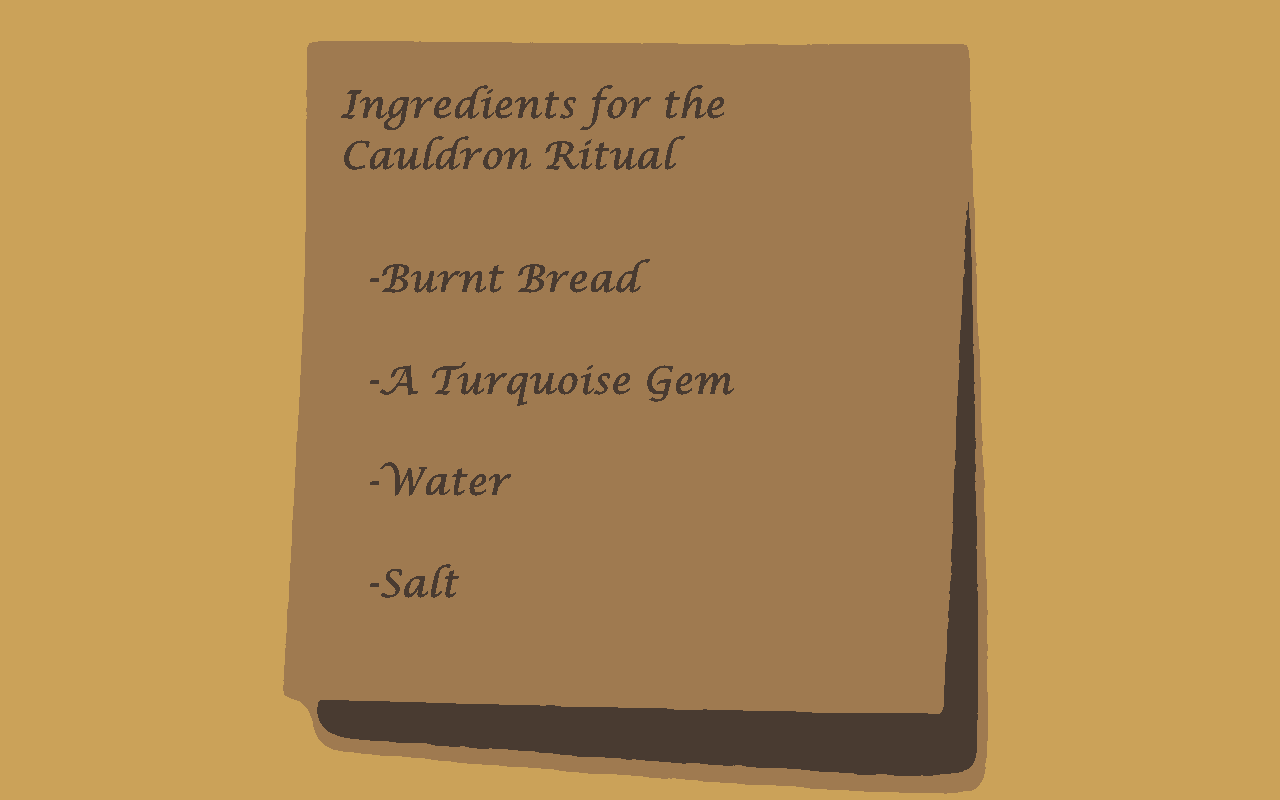 Ingredients for the
Cauldron Ritual
-Burnt Bread
-A Turquoise Gem
-Water
-Salt